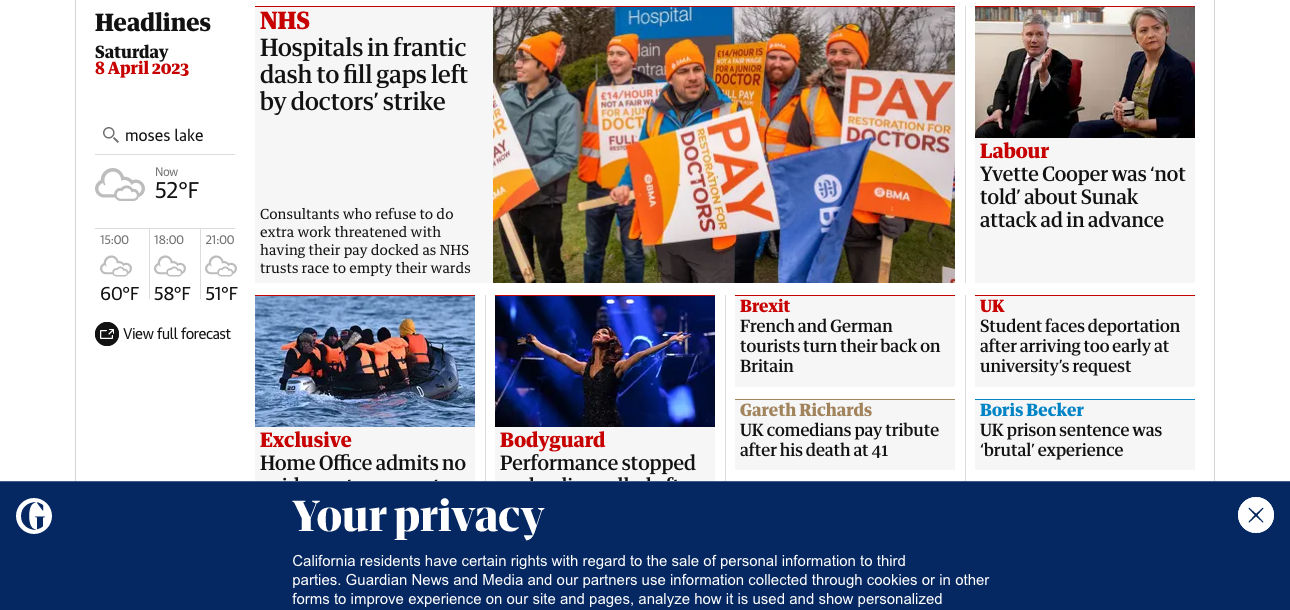 Headlines
Saturday
8 April 2023
moses lake
Now
52°F
15:00
18:00
21:00
60°F
58°F
51°F
View full forecast
NHS
Hospitals in frantic
dash to fill gaps left
by doctors’ strike
Consultants who refuse to do
extra work threatened with
having their pay docked as NHS
trusts race to empty their wards
Hospital
Main
Entrance
£14/HOUR IS
NOT A FAIR WAGE
FOR A JUNIOR
DOCTOR
PAY
RESTORATION FOR
DOCTORS
BMA
PAY
RESTORATION FOR
DOCTORS
BMA
Labour
Yvette Cooper was ‘not
told’ about Sunak
attack ad in advance
Exclusive
Home Office admits no
Bodyguard
Performance stopped
Brexit
French and German
tourists turn their back on
Britain
Gareth Richards
UK comedians pay tribute
after his death at 41
UK
Student faces deportation
after arriving too early at
university’s request
Boris Becker
UK prison sentence was
‘brutal’ experience
Your privacy
California residents have certain rights with regard to the sale of personal information to third
parties. Guardian News and Media and our partners use information collected through cookies or in other
forms to improve experience on our site and pages, analyze how it is used and show personalized